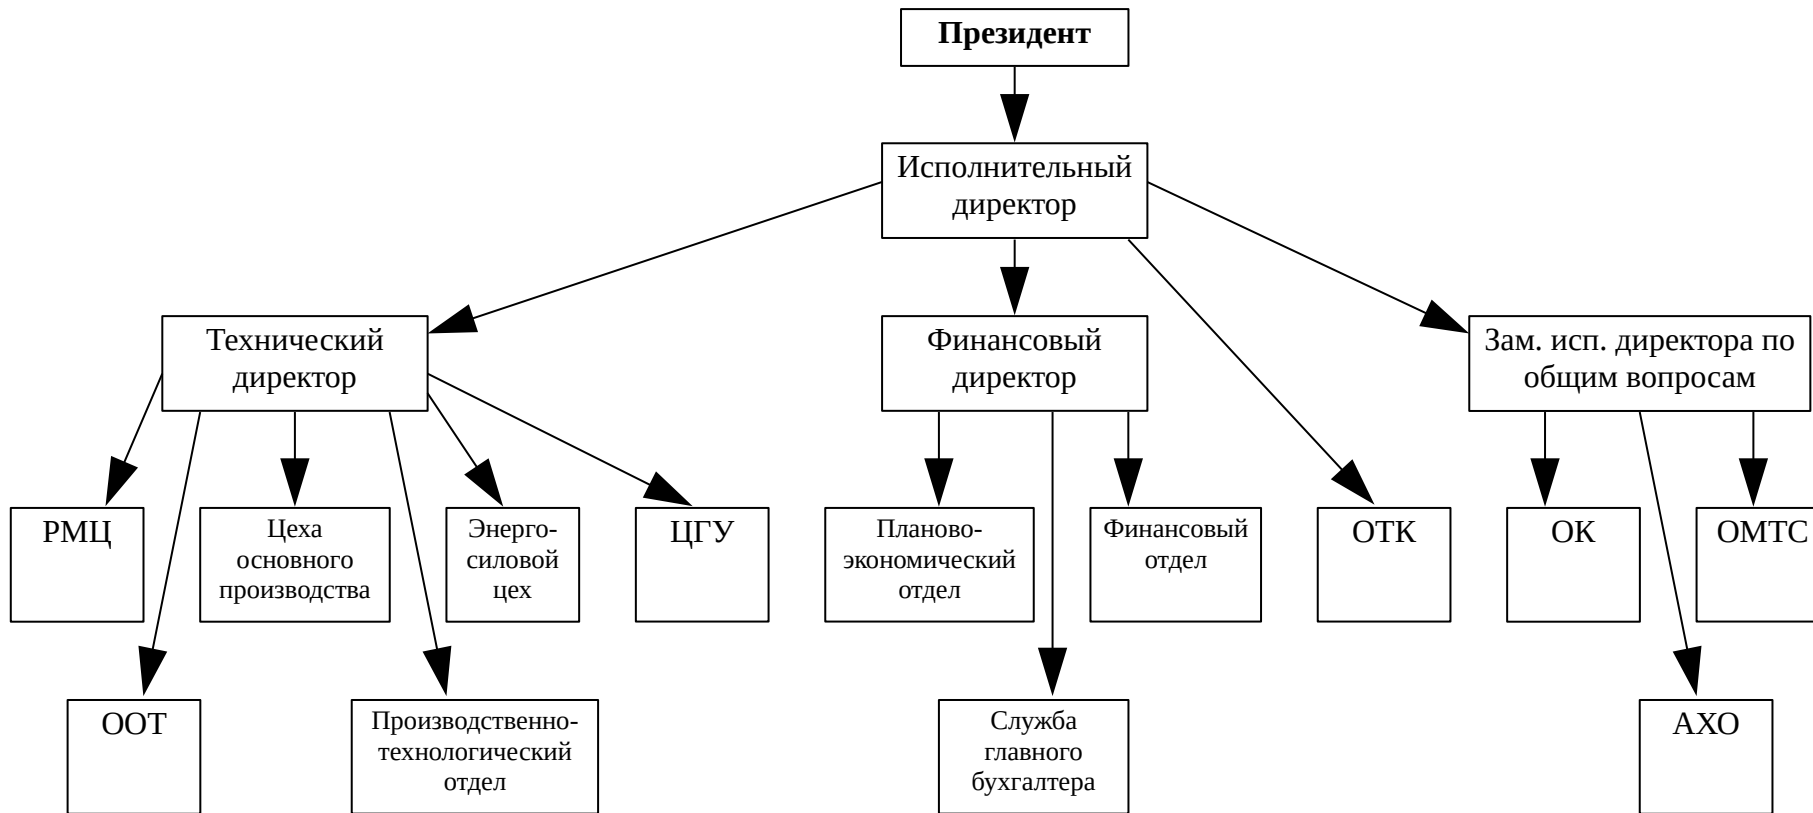 Президент
Исполнительный
директор
Технический
директор
Финансовый
директор
Зам. исп. директора по
общим вопросам
РМЦ
Цеха
основного
производства
Энерго-
силовой
цех
ЦГУ
Планово-
экономический
отдел
Финансовый
отдел
ОТК
ОК
ОМТС
ООТ
Производственно-
технологический
отдел
Служба
главного
бухгалтера
АХО